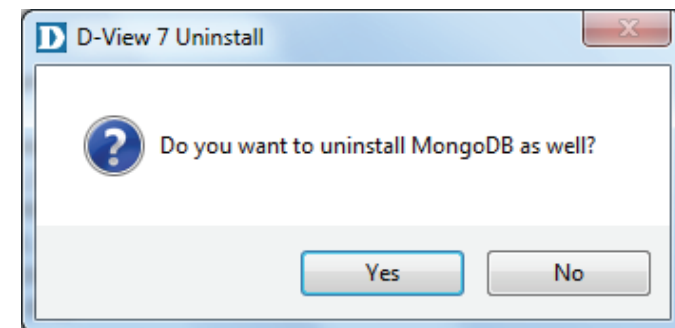 D-View 7 Uninstall
Do you want to uninstall MongoDB as well?
Yes
No